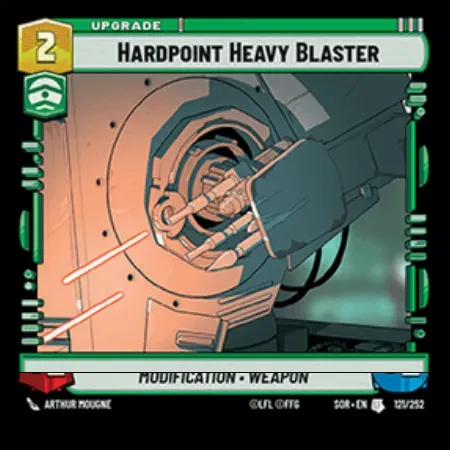 UPGRADE
2
HARDPOINT HEAVY BLASTER
MODIFICATION • WEAPON
ARTHUR MOUGNE
©LFL ©FFG
SOR • EN
U
121/252